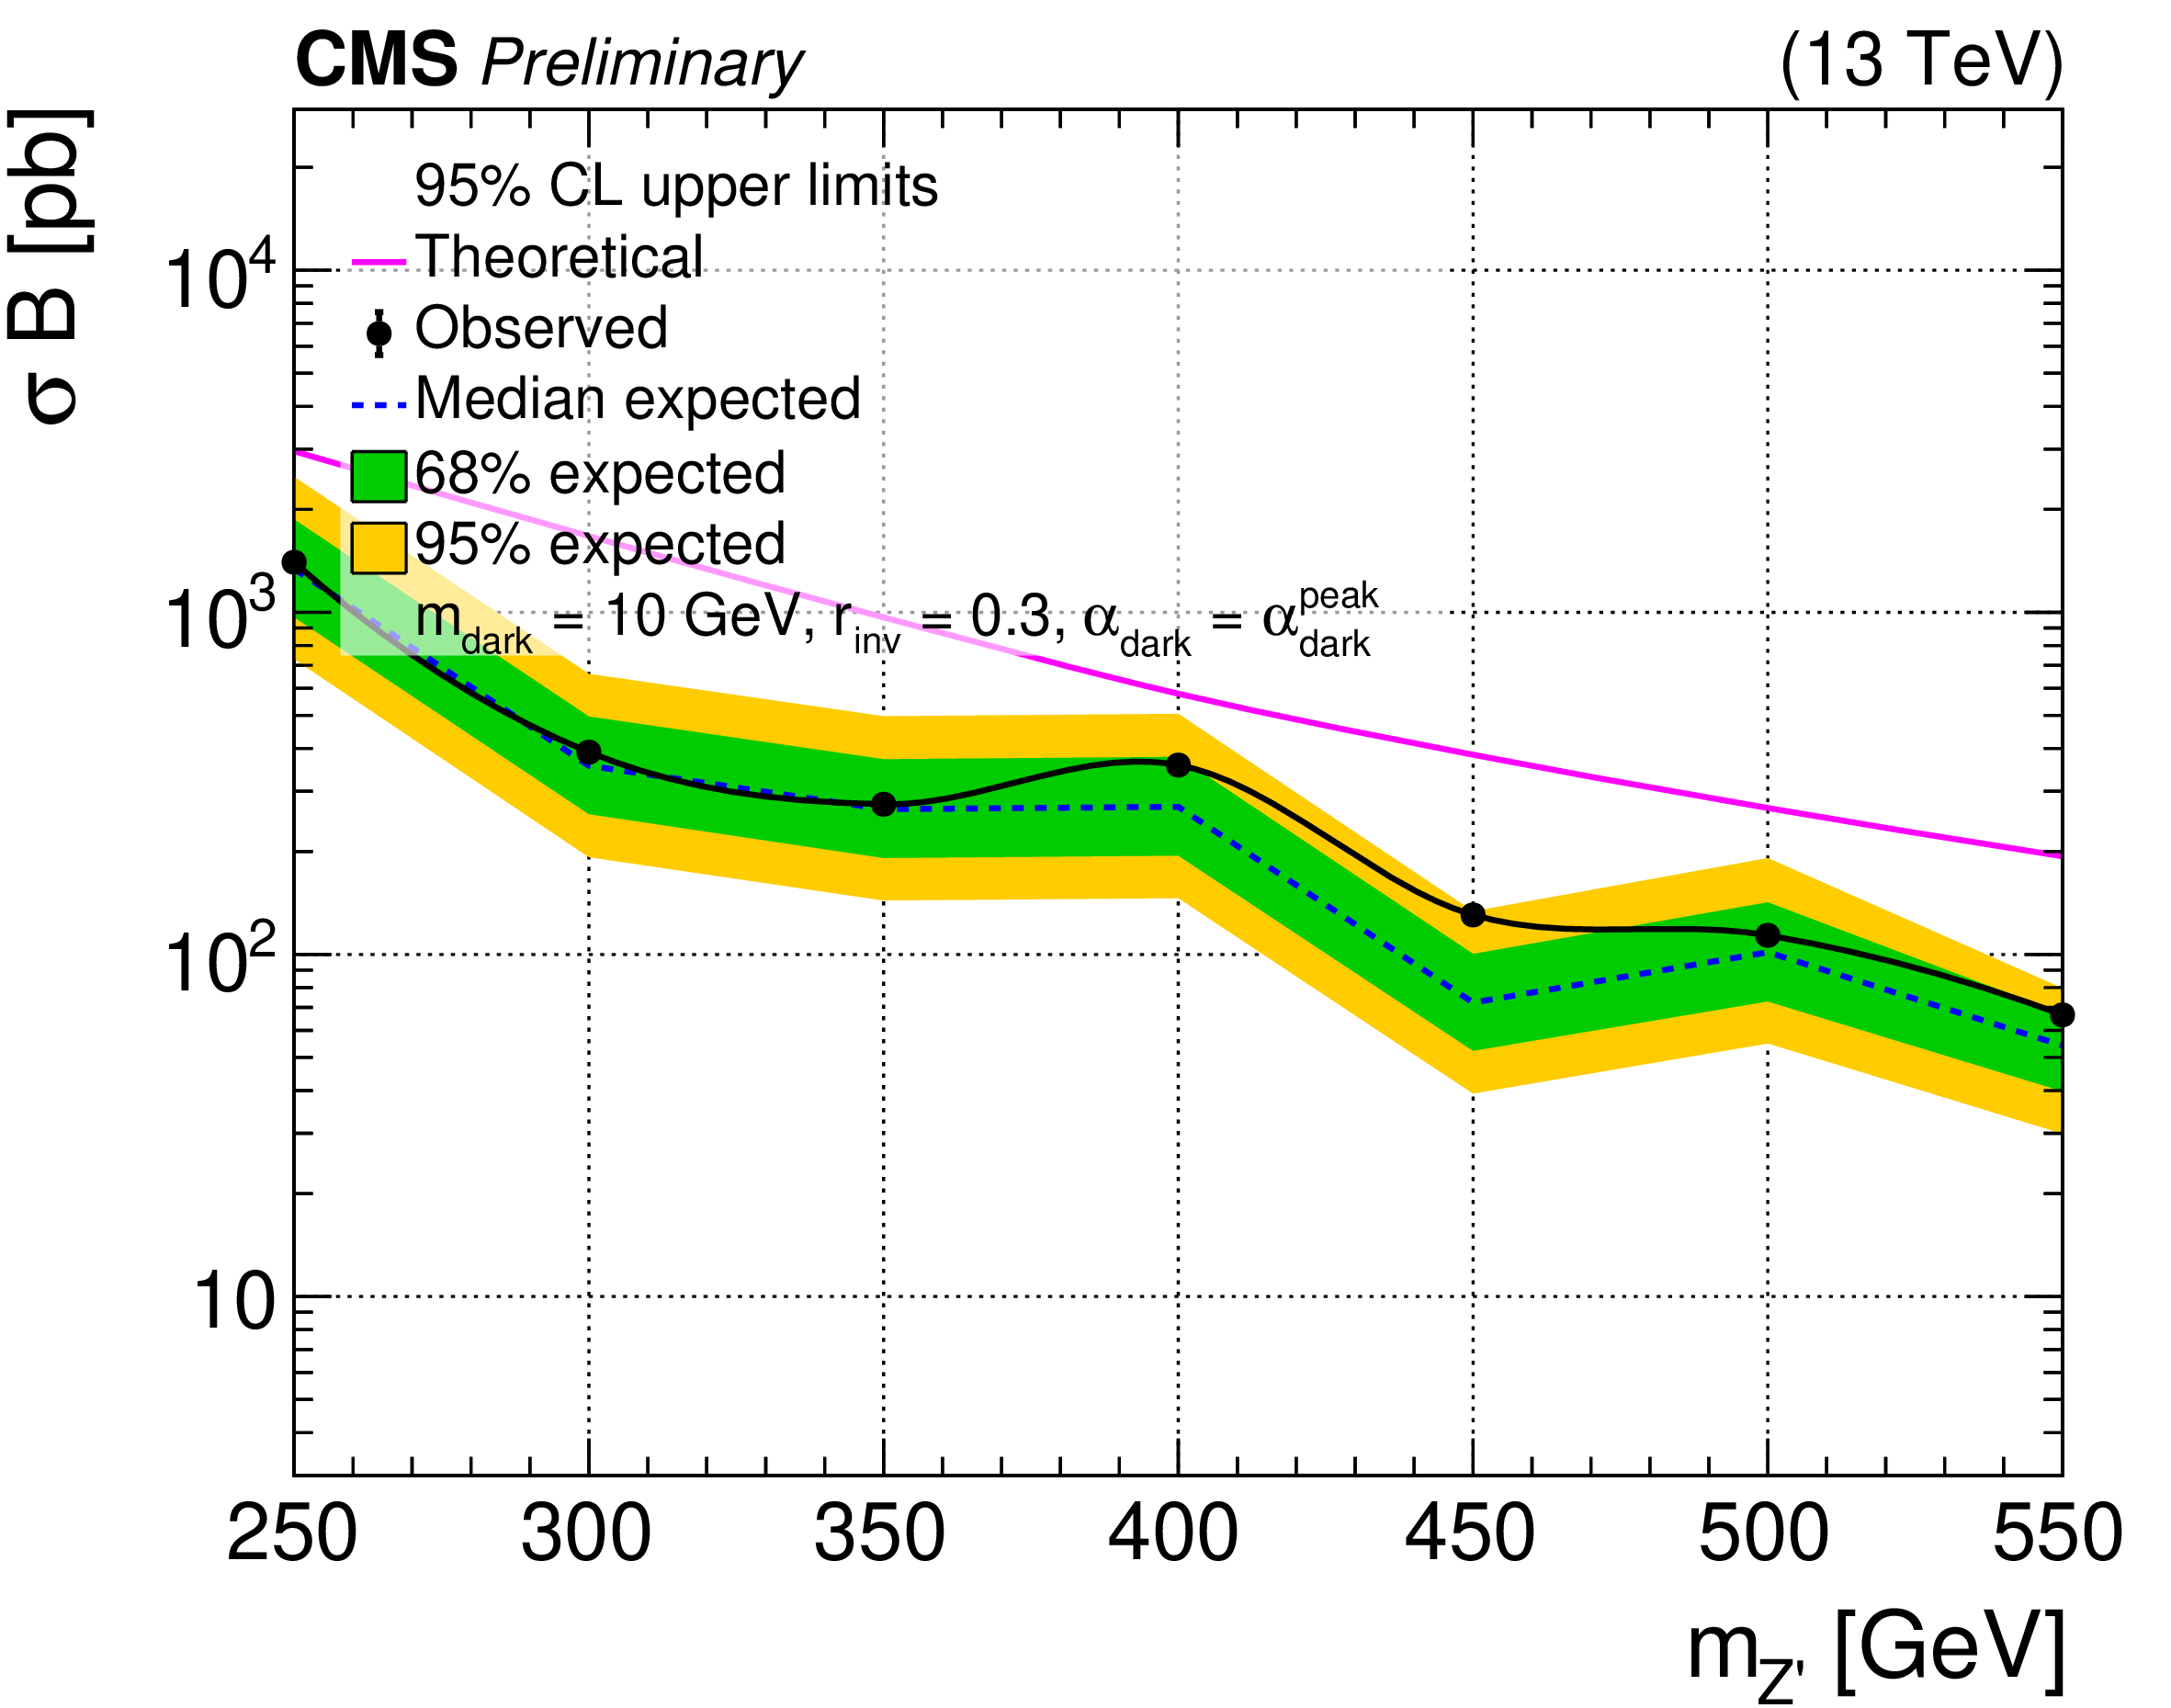 CMS Preliminary (13 TeV)
σ B [pb]
95% CL upper limits
Theoretical
Observed
Median expected
68% expected
95% expected
m_dark = 10 GeV, r_inv = 0.3, α_dark = α_dark^peak
10^4
10^3
10^2
10
250 300 350 400 450 500 550
m_Z' [GeV]